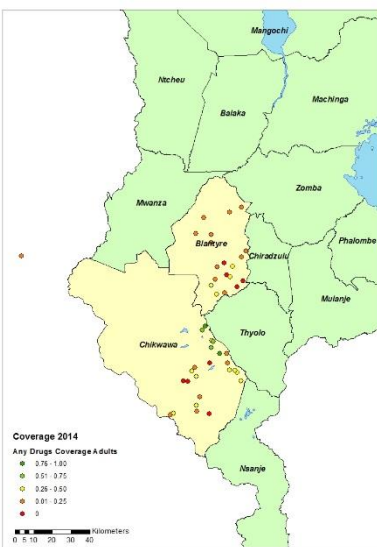 Mangochi
Ntcheu
Balaka
Machinga
Mwanza
Zomba
Blantyre
Chiradzulu
Phalombe
Mulanje
Chikwawa
Thyolo
Nsanje
Coverage 2014
Any Drugs Coverage Adults
0.76 - 1.00
0.51 - 0.75
0.26 - 0.50
0.01 - 0.25
0
Kilometers
0 5 10 20 30 40